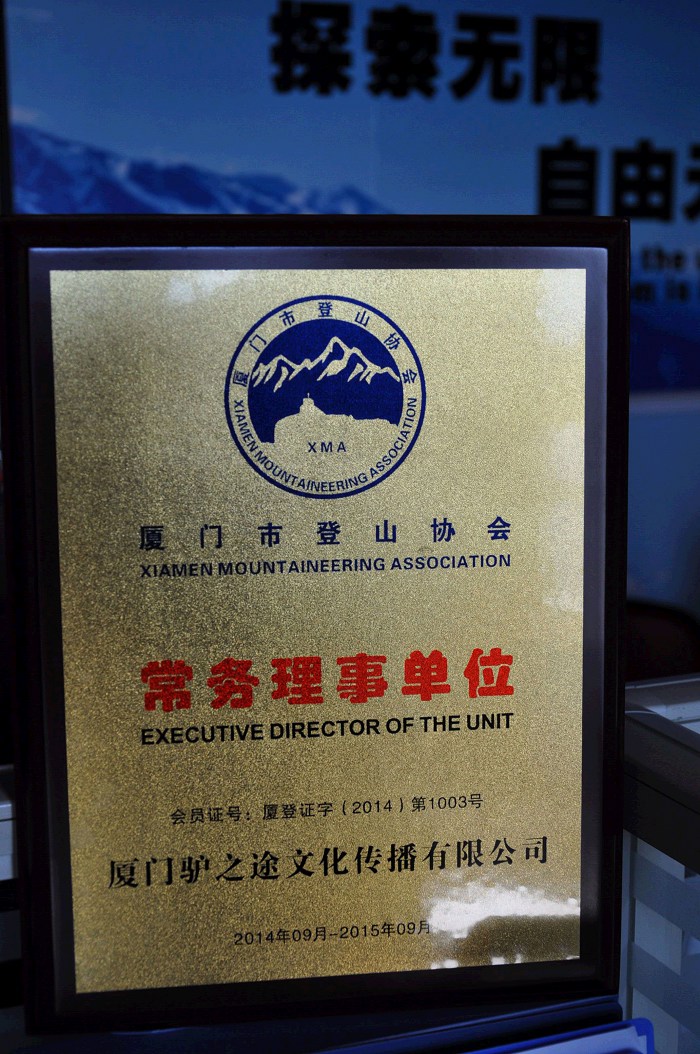 探索无限
自由
the
厦门市登山协会
XMA
XIAMEN MOUNTAINEERING ASSOCIATION
厦门市登山协会
XIAMEN MOUNTAINEERING ASSOCIATION
常务理事单位
EXECUTIVE DIRECTOR OF THE UNIT
会员证号：厦登证字（2014）第1003号
厦门驴之途文化传播有限公司
2014年09月-2015年09月